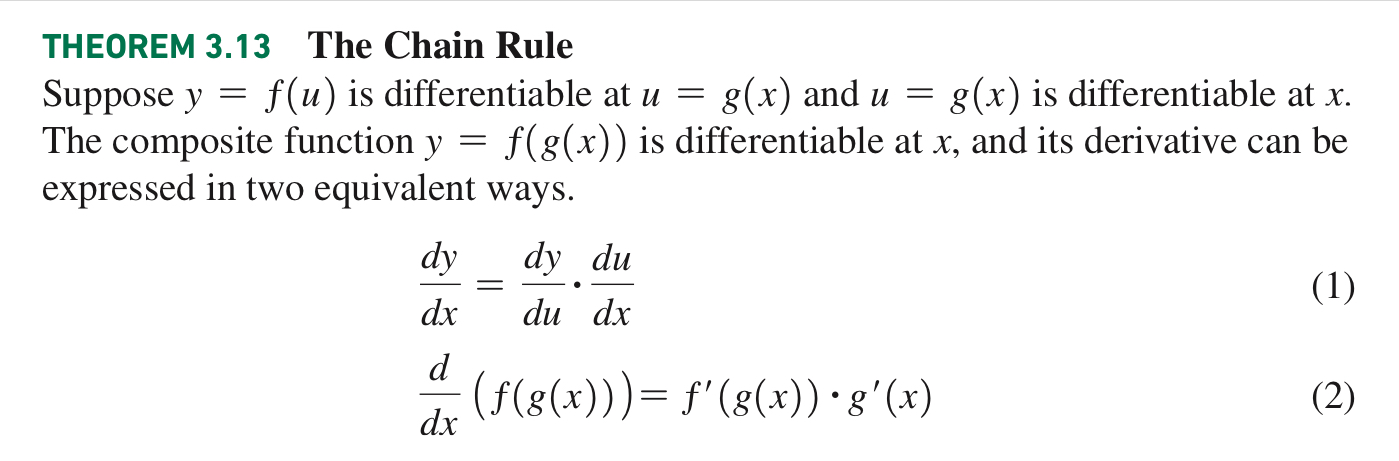 THEOREM 3.13 The Chain Rule
Suppose y = f(u) is differentiable at u = g(x) and u = g(x) is differentiable at x.
The composite function y = f(g(x)) is differentiable at x, and its derivative can be
expressed in two equivalent ways.
dy/dx = dy/du · du/dx (1)
d/dx (f(g(x))) = f′(g(x)) · g′(x) (2)